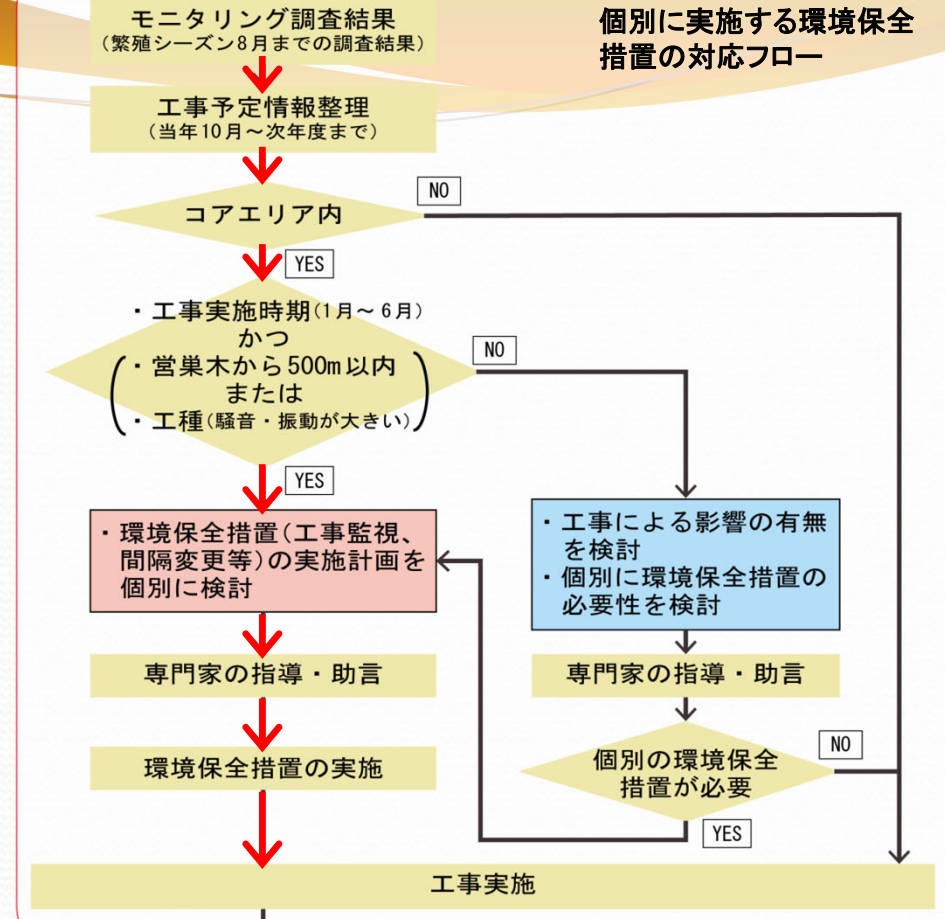 個別に実施する環境保全
措置の対応フロー
モニタリング調査結果
(繁殖シーズン8月までの調査結果)
工事予定情報整理
(当年10月～次年度まで)
コアエリア内
NO
YES
・工事実施時期(1月～6月)
かつ
・営巣木から500m以内
または
・工種(騒音・振動が大きい)
NO
YES
・環境保全措置(工事監視、
間隔変更等)の実施計画を
個別に検討
専門家の指導・助言
環境保全措置の実施
・工事による影響の有無
を検討
・個別に環境保全措置の
必要性を検討
専門家の指導・助言
個別の環境保全
措置が必要
NO
YES
工事実施